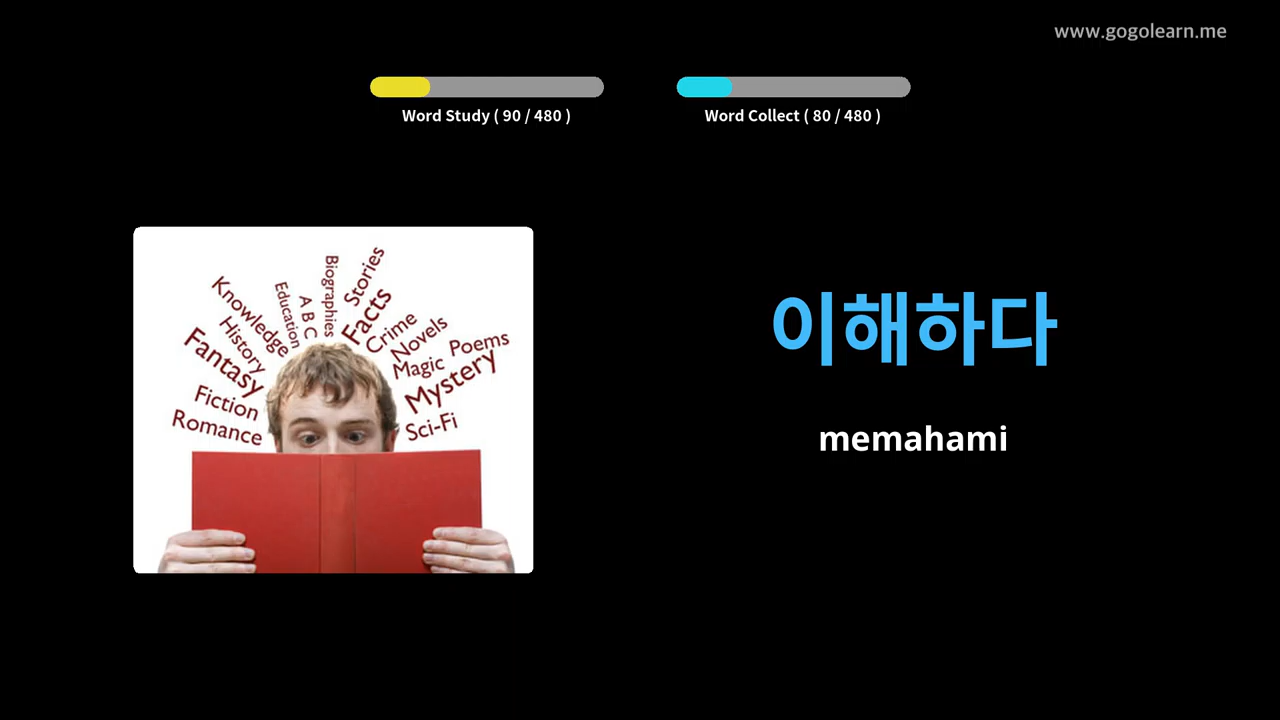 www.gogolearn.me
Word Study ( 90 / 480 )
Word Collect ( 80 / 480 )
Knowledge
History
Fantasy
Fiction
Romance
Education
A B C
Biographies
Stories
Facts
Crime
Novels
Magic
Poems
Mystery
Sci-Fi
이해하다
memahami